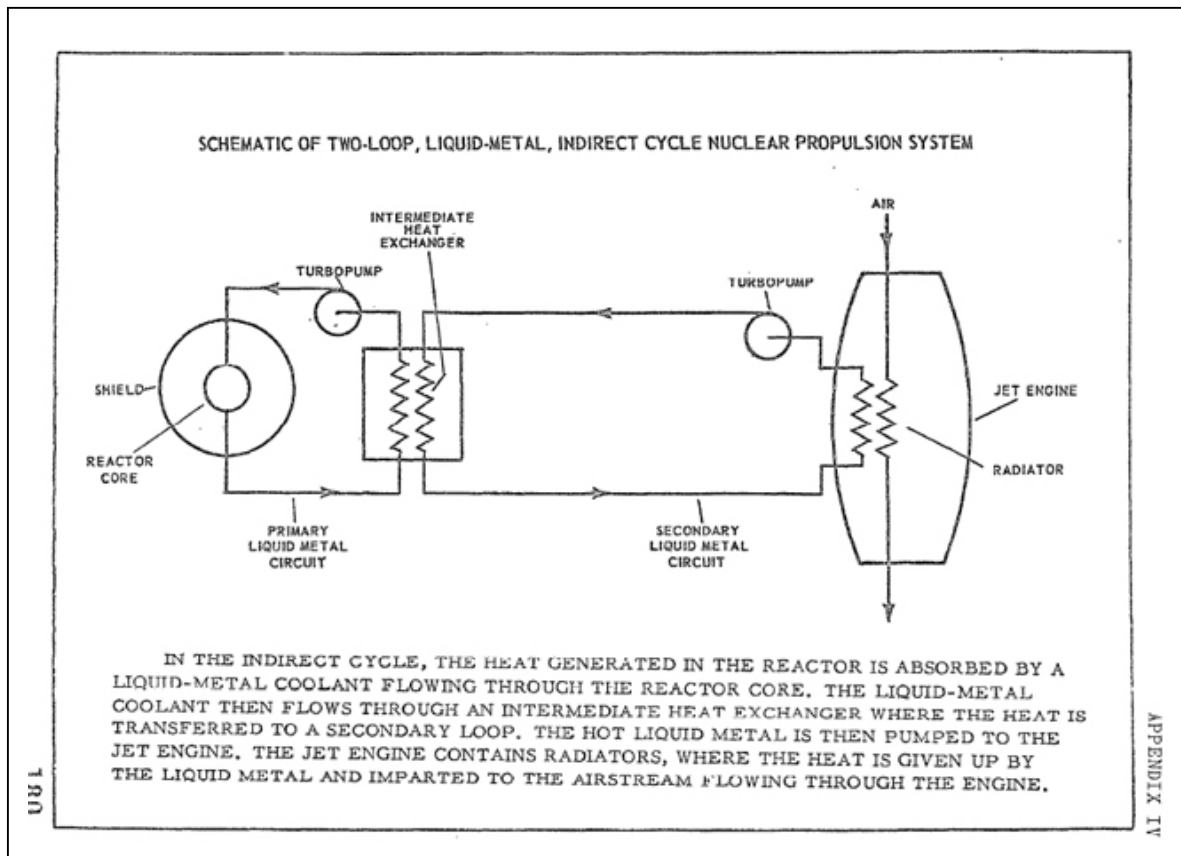 SCHEMATIC OF TWO-LOOP, LIQUID-METAL, INDIRECT CYCLE NUCLEAR PROPULSION SYSTEM
INTERMEDIATE
HEAT
EXCHANGER
TURBOPUMP
AIR
TURBOPUMP
SHIELD
REACTOR
CORE
JET ENGINE
RADIATOR
PRIMARY
LIQUID METAL
CIRCUIT
SECONDARY
LIQUID METAL
CIRCUIT
IN THE INDIRECT CYCLE, THE HEAT GENERATED IN THE REACTOR IS ABSORBED BY A
LIQUID-METAL COOLANT FLOWING THROUGH THE REACTOR CORE. THE LIQUID-METAL
COOLANT THEN FLOWS THROUGH AN INTERMEDIATE HEAT EXCHANGER WHERE THE HEAT IS
TRANSFERRED TO A SECONDARY LOOP. THE HOT LIQUID METAL IS THEN PUMPED TO THE
JET ENGINE. THE JET ENGINE CONTAINS RADIATORS, WHERE THE HEAT IS GIVEN UP BY
THE LIQUID METAL AND IMPARTED TO THE AIRSTREAM FLOWING THROUGH THE ENGINE.
180
APPENDIX IV